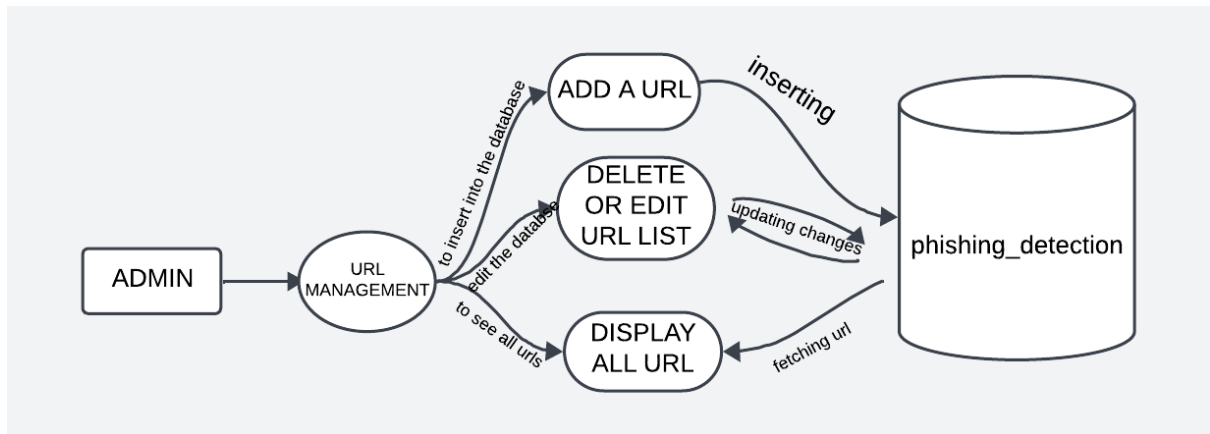 ADMIN
URL
MANAGEMENT
to insert into the database
edit the databse
to see all urls
ADD A URL
DELETE
OR EDIT
URL LIST
DISPLAY
ALL URL
inserting
updating changes
fetching url
phishing_detection